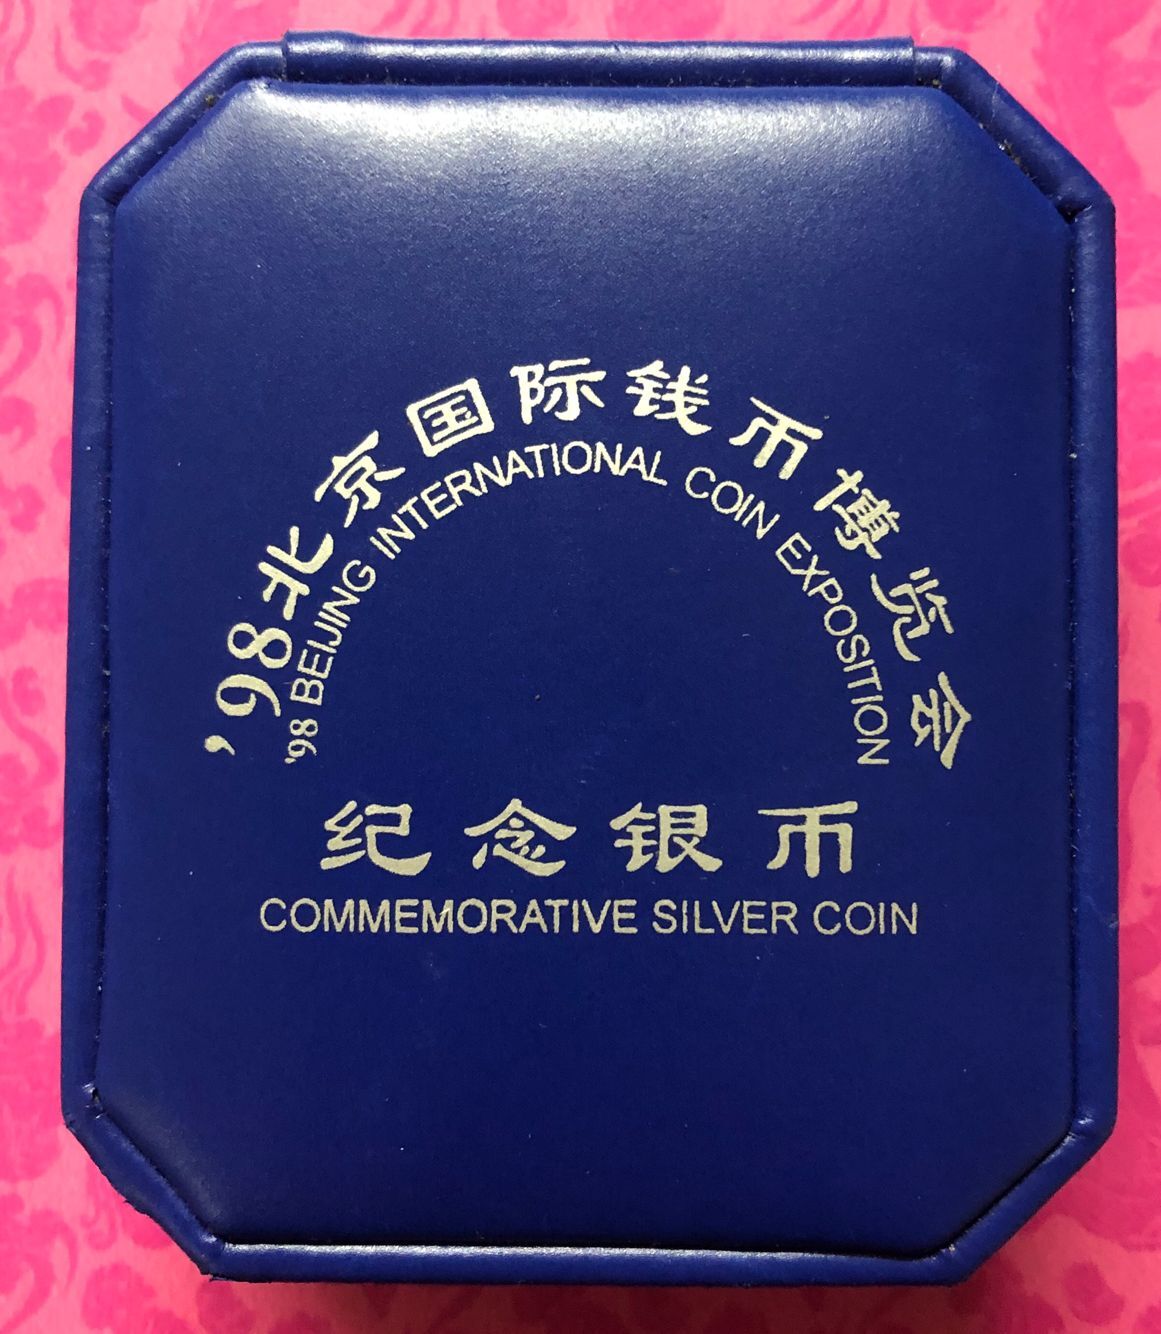 '98北京国际钱币博览会
'98 BEIJING INTERNATIONAL COIN EXPOSITION
纪念银币
COMMEMORATIVE SILVER COIN